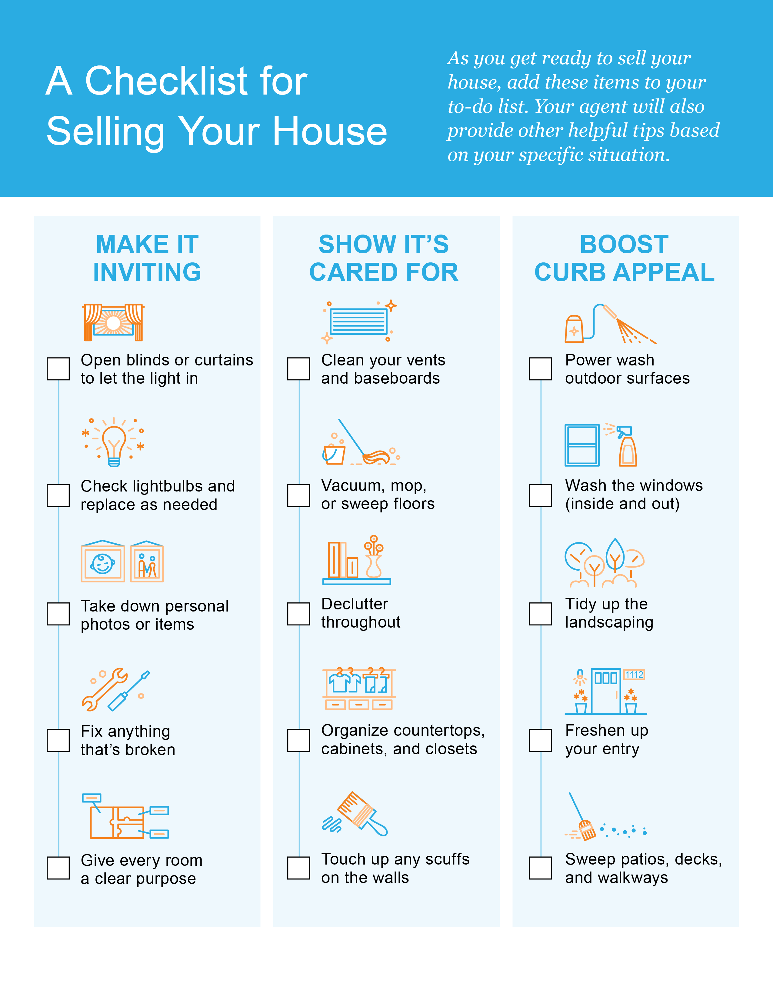 A Checklist for
Selling Your House
As you get ready to sell your
house, add these items to your
to-do list. Your agent will also
provide other helpful tips based
on your specific situation.
MAKE IT
INVITING
Open blinds or curtains
to let the light in
Check lightbulbs and
replace as needed
Take down personal
photos or items
Fix anything
that’s broken
Give every room
a clear purpose
SHOW IT’S
CARED FOR
Clean your vents
and baseboards
Vacuum, mop,
or sweep floors
Declutter
throughout
Organize countertops,
cabinets, and closets
Touch up any scuffs
on the walls
BOOST
CURB APPEAL
Power wash
outdoor surfaces
Wash the windows
(inside and out)
Tidy up the
landscaping
1112
Freshen up
your entry
Sweep patios, decks,
and walkways